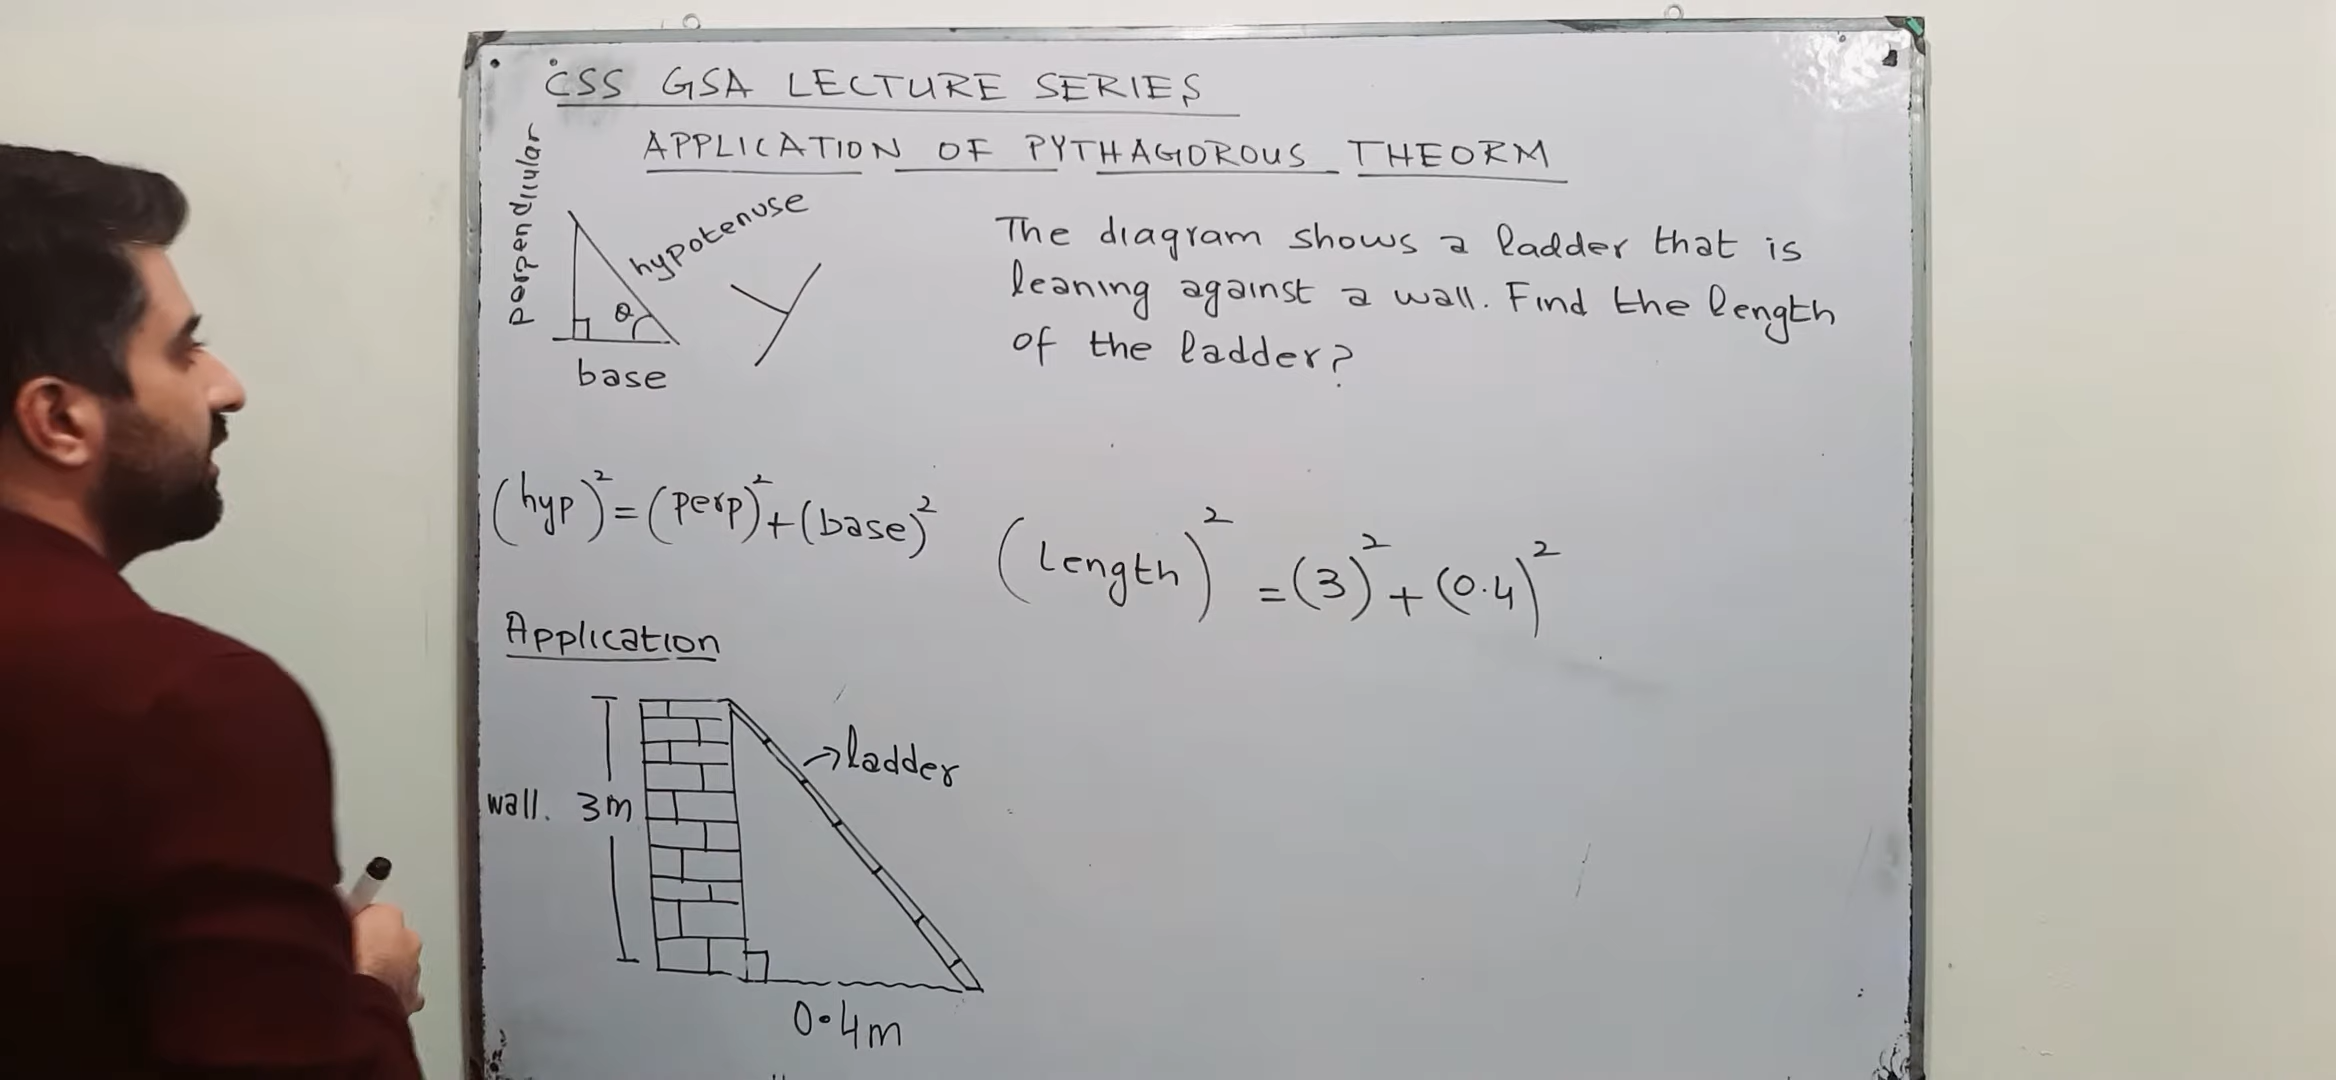 CSS GSA LECTURE SERIES
APPLICATION OF PYTHAGOROUS THEORM
perpendicular
hypotenuse
θ
base
The diagram shows a ladder that is
leaning against a wall. Find the length
of the ladder?
(hyp)² = (perp)² + (base)²
(Length)² = (3)² + (0.4)²
Application
ladder
wall. 3m
0.4m